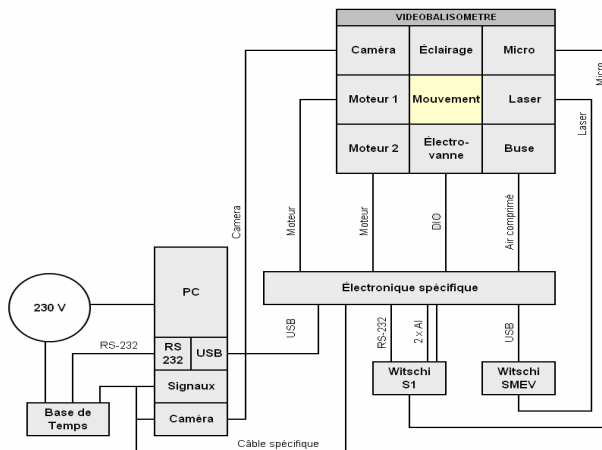 VIDEOBALISOMETRE
Caméra
Éclairage
Micro
Moteur 1
Mouvement
Laser
Moteur 2
Électro-
vanne
Buse
Micro
Laser
Camera
Moteur
Moteur
DIO
Air comprimé
Électronique spécifique
230 V
PC
RS-232
RS
232
USB
Signaux
Caméra
Base de
Temps
USB
RS-232
2 x AI
USB
Witschi
S1
Witschi
SMEV
Câble spécifique